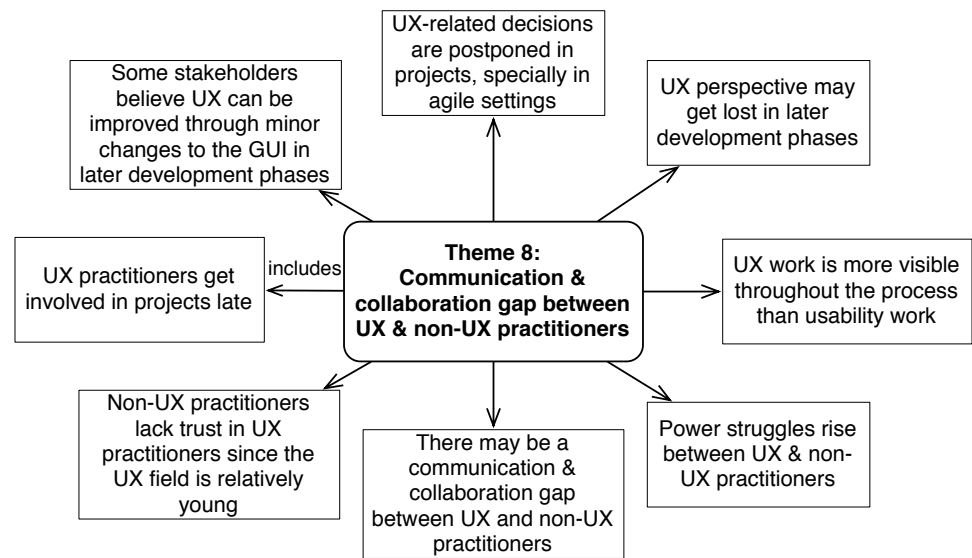 UX-related decisions
are postponed in
projects, specially in
agile settings
Some stakeholders
believe UX can be
improved through minor
changes to the GUI in
later development phases
UX perspective may
get lost in later
development phases
Theme 8:
Communication &
collaboration gap between
UX & non-UX practitioners
includes
UX practitioners get
involved in projects late
UX work is more visible
throughout the process
than usability work
Non-UX practitioners
lack trust in UX
practitioners since the
UX field is relatively
young
There may be a
communication &
collaboration gap
between UX and non-UX
practitioners
Power struggles rise
between UX & non-
UX practitioners